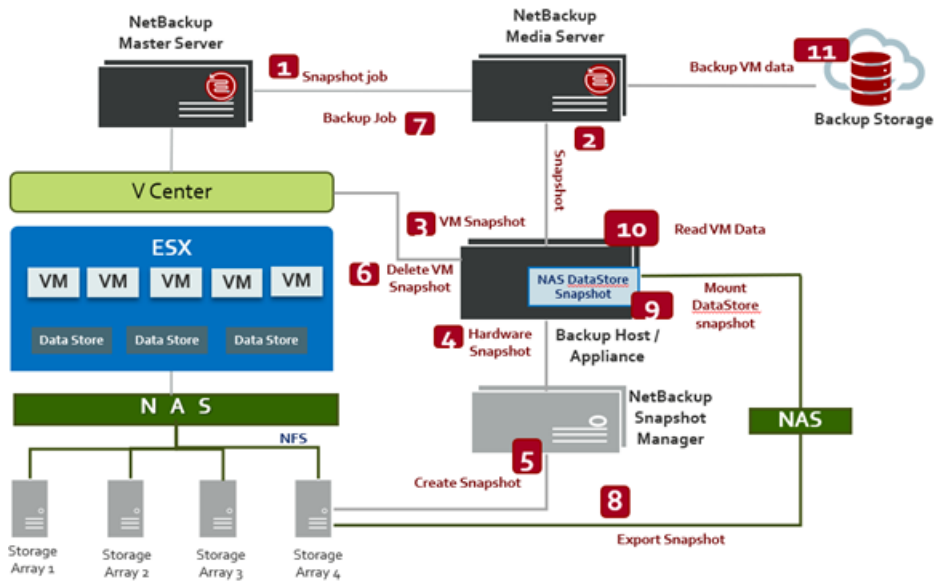 NetBackup
Master Server
NetBackup
Media Server
1
Snapshot job
Backup VM data
11
Backup Job
7
2
Backup Storage
Snapshot
V Center
3
VM Snapshot
10
Read VM Data
ESX
VM
VM
VM
VM
VM
6
Delete VM
Snapshot
NAS DataStore
Snapshot
9
Mount
DataStore
snapshot
Data Store
Data Store
Data Store
4
Hardware
Snapshot
Backup Host /
Appliance
N A S
NFS
NetBackup
Snapshot
Manager
NAS
5
Create Snapshot
8
Export Snapshot
Storage
Array 1
Storage
Array 2
Storage
Array 3
Storage
Array 4